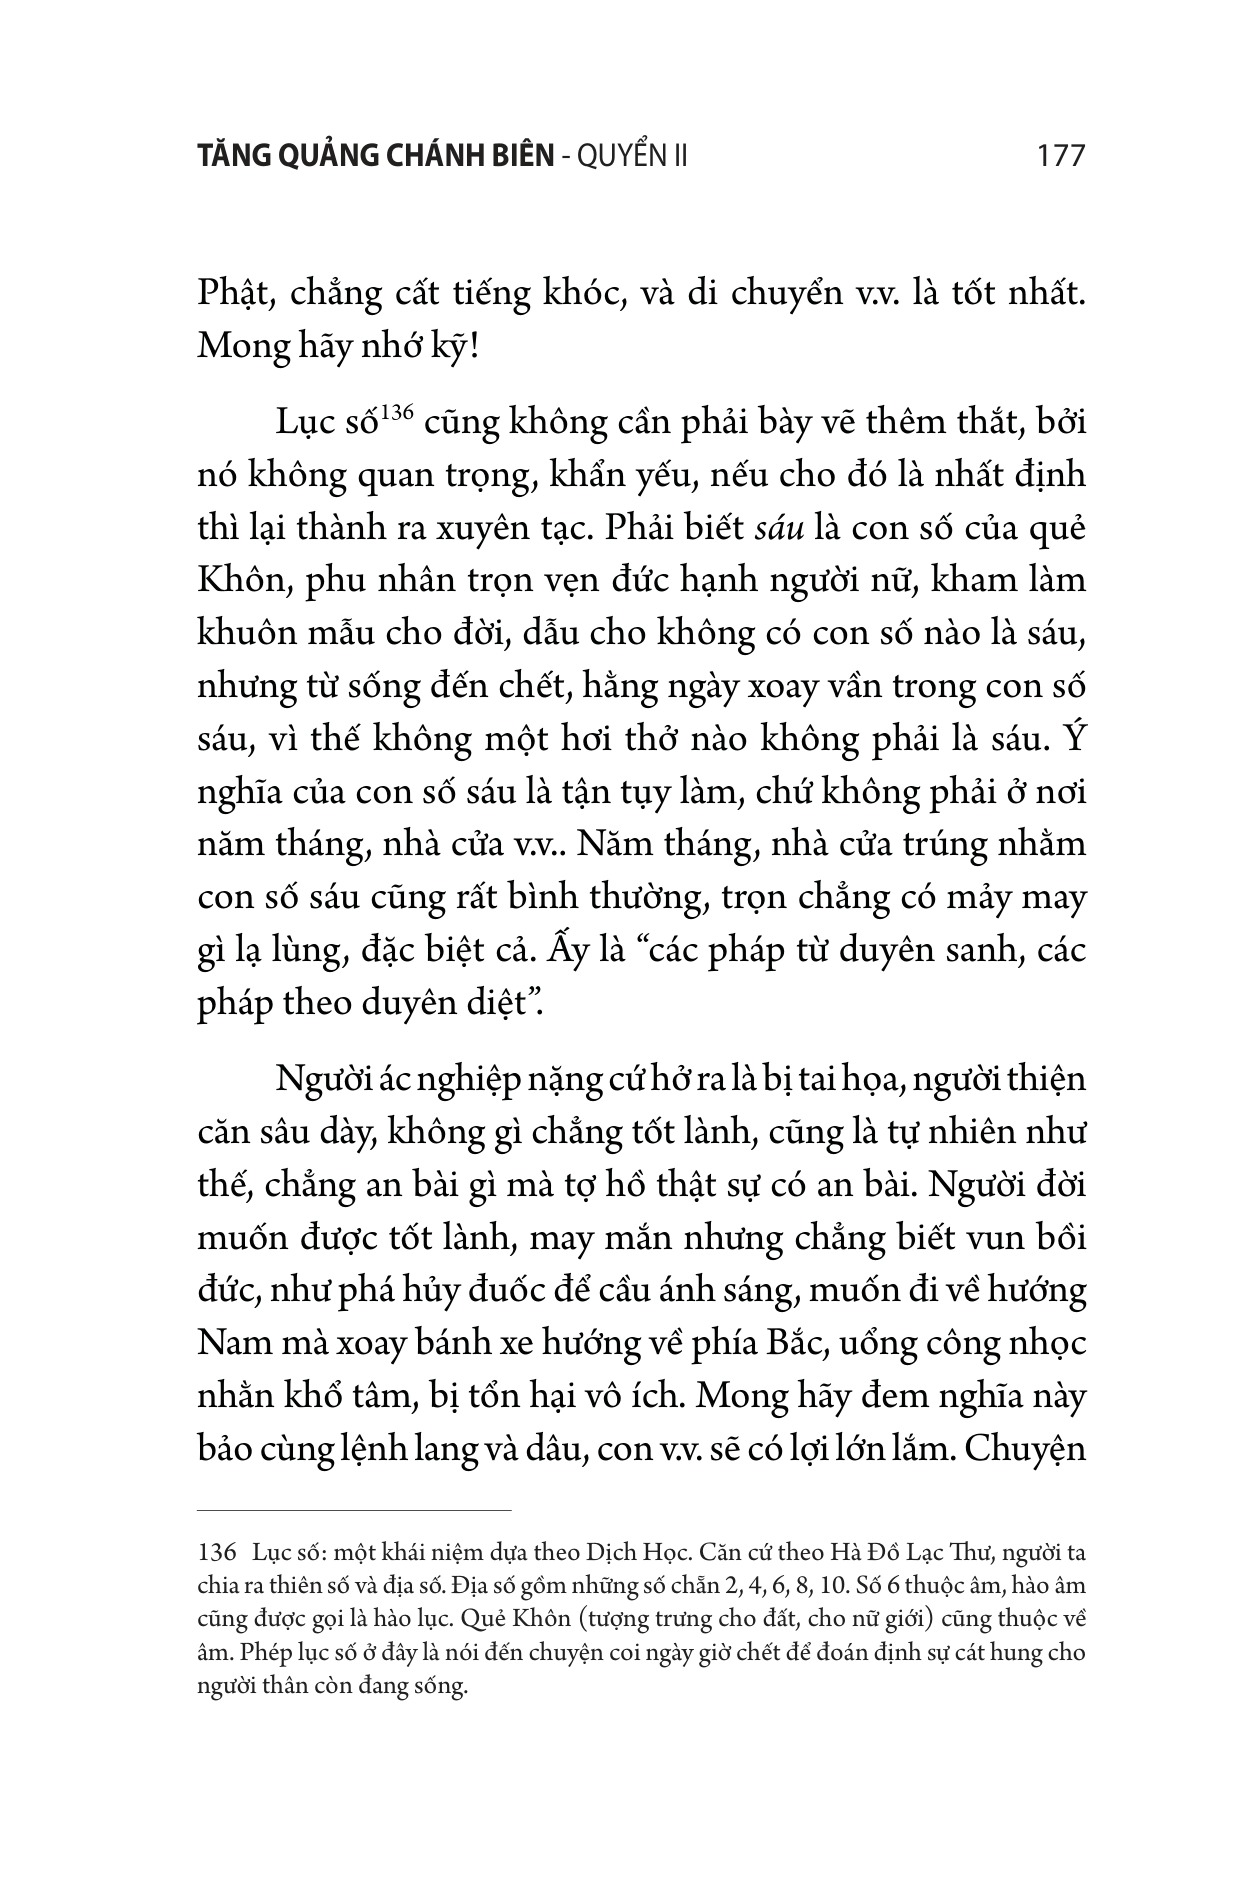 TĂNG QUẢNG CHÁNH BIÊN - QUYỂN II 177
Phật, chẳng cất tiếng khóc, và di chuyển v.v. là tốt nhất.
Mong hãy nhớ kỹ!
Lục số136 cũng không cần phải bày vẽ thêm thắt, bởi
nó không quan trọng, khẩn yếu, nếu cho đó là nhất định
thì lại thành ra xuyên tạc. Phải biết sáu là con số của quẻ
Khôn, phu nhân trọn vẹn đức hạnh người nữ, kham làm
khuôn mẫu cho đời, dẫu cho không có con số nào là sáu,
nhưng từ sống đến chết, hằng ngày xoay vần trong con số
sáu, vì thế không một hơi thở nào không phải là sáu. Ý
nghĩa của con số sáu là tận tụy làm, chứ không phải ở nơi
năm tháng, nhà cửa v.v.. Năm tháng, nhà cửa trúng nhằm
con số sáu cũng rất bình thường, trọn chẳng có mảy may
gì lạ lùng, đặc biệt cả. Ấy là “các pháp từ duyên sanh, các
pháp theo duyên diệt”.
Người ác nghiệp nặng cứ hở ra là bị tai họa, người thiện
căn sâu dày, không gì chẳng tốt lành, cũng là tự nhiên như
thế, chẳng an bài gì mà tợ hồ thật sự có an bài. Người đời
muốn được tốt lành, may mắn nhưng chẳng biết vun bồi
đức, như phá hủy đuốc để cầu ánh sáng, muốn đi về hướng
Nam mà xoay bánh xe hướng về phía Bắc, uổng công nhọc
nhằn khổ tâm, bị tổn hại vô ích. Mong hãy đem nghĩa này
bảo cùng lệnh lang và dâu, con v.v. sẽ có lợi lớn lắm. Chuyện
136 Lục số: một khái niệm dựa theo Dịch Học. Căn cứ theo Hà Đồ Lạc Thư, người ta
chia ra thiên số và địa số. Địa số gồm những số chẵn 2, 4, 6, 8, 10. Số 6 thuộc âm, hào âm
cũng được gọi là hào lục. Quẻ Khôn (tượng trưng cho đất, cho nữ giới) cũng thuộc về
âm. Phép lục số ở đây là nói đến chuyện coi ngày giờ chết để đoán định sự cát hung cho
người thân còn đang sống.